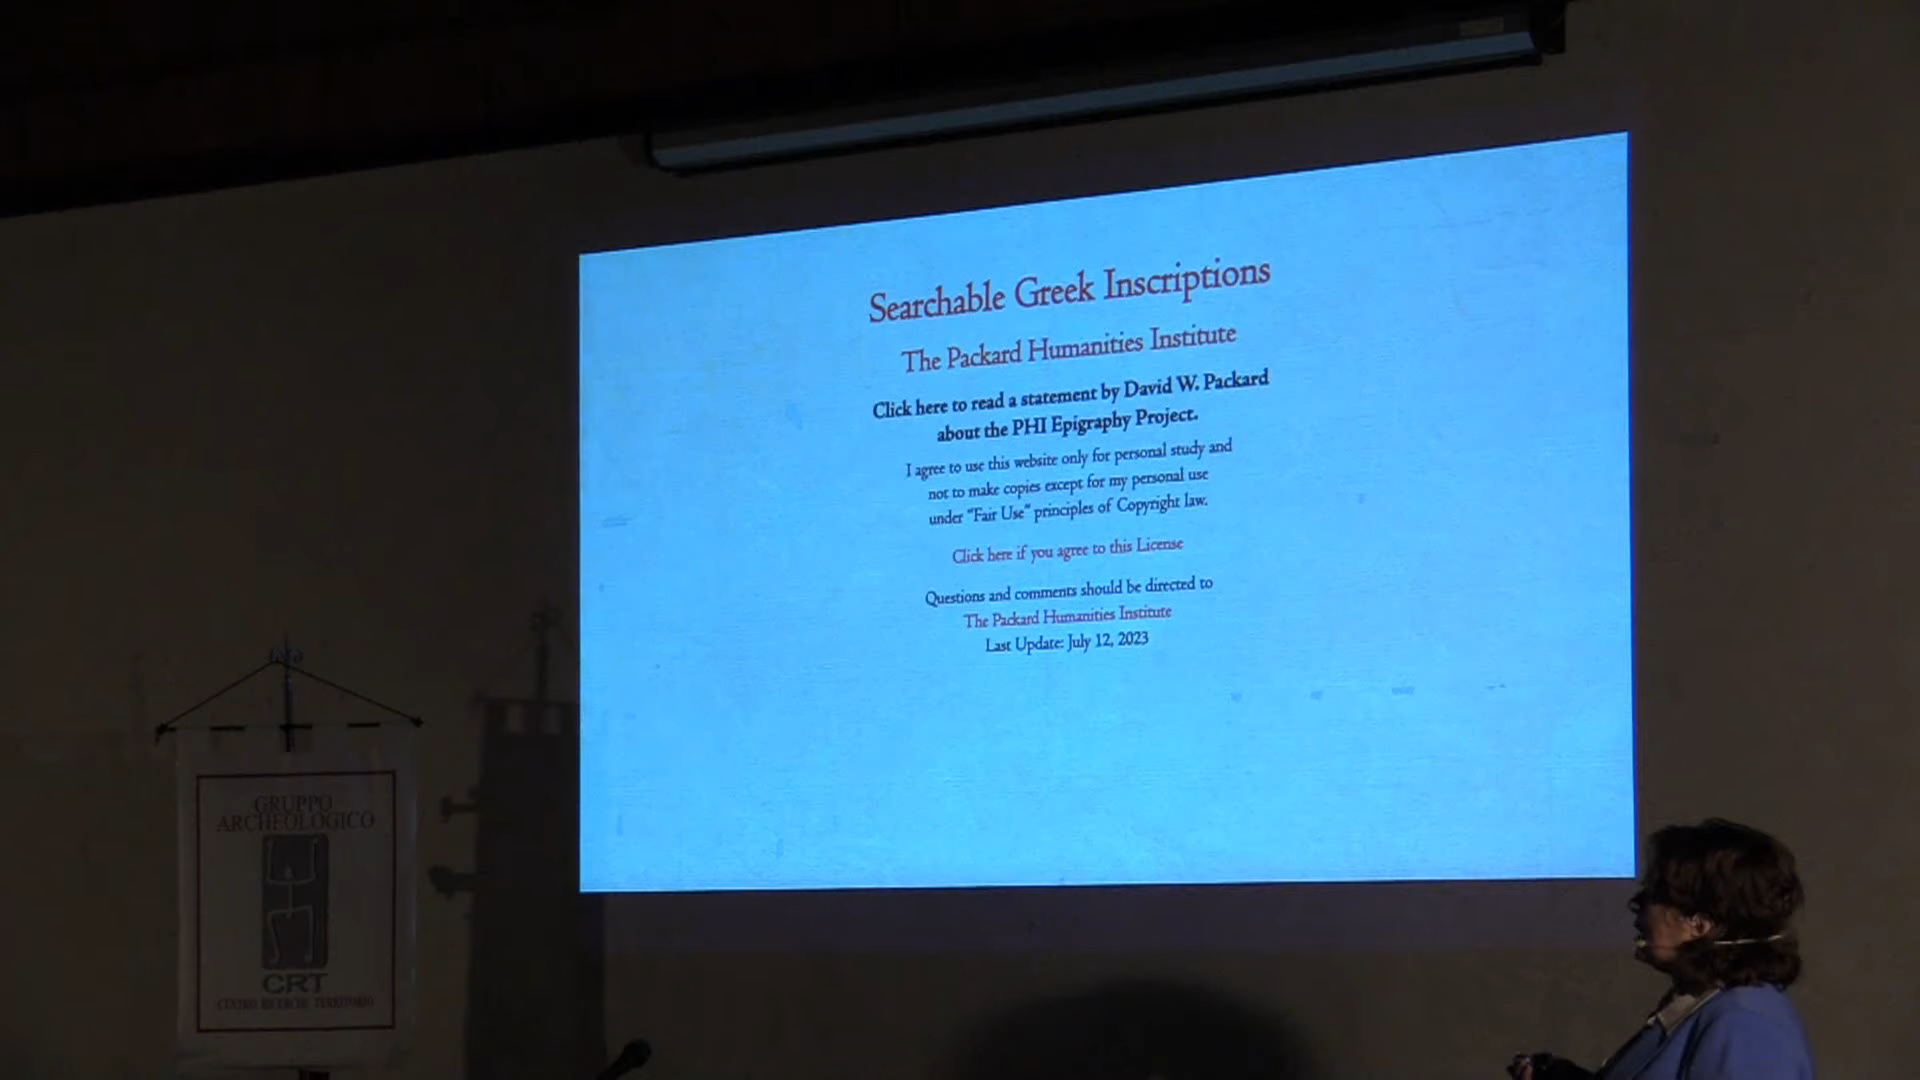 Searchable Greek Inscriptions
The Packard Humanities Institute
Click here to read a statement by David W. Packard
about the PHI Epigraphy Project.
I agree to use this website only for personal study and
not to make copies except for my personal use
under "Fair Use" principles of Copyright law.
Click here if you agree to this License
Questions and comments should be directed to
The Packard Humanities Institute
Last Update: July 12, 2023
GRUPPO
ARCHEOLOGICO
CRT
CENTRO RICERCHE TERRITORIO